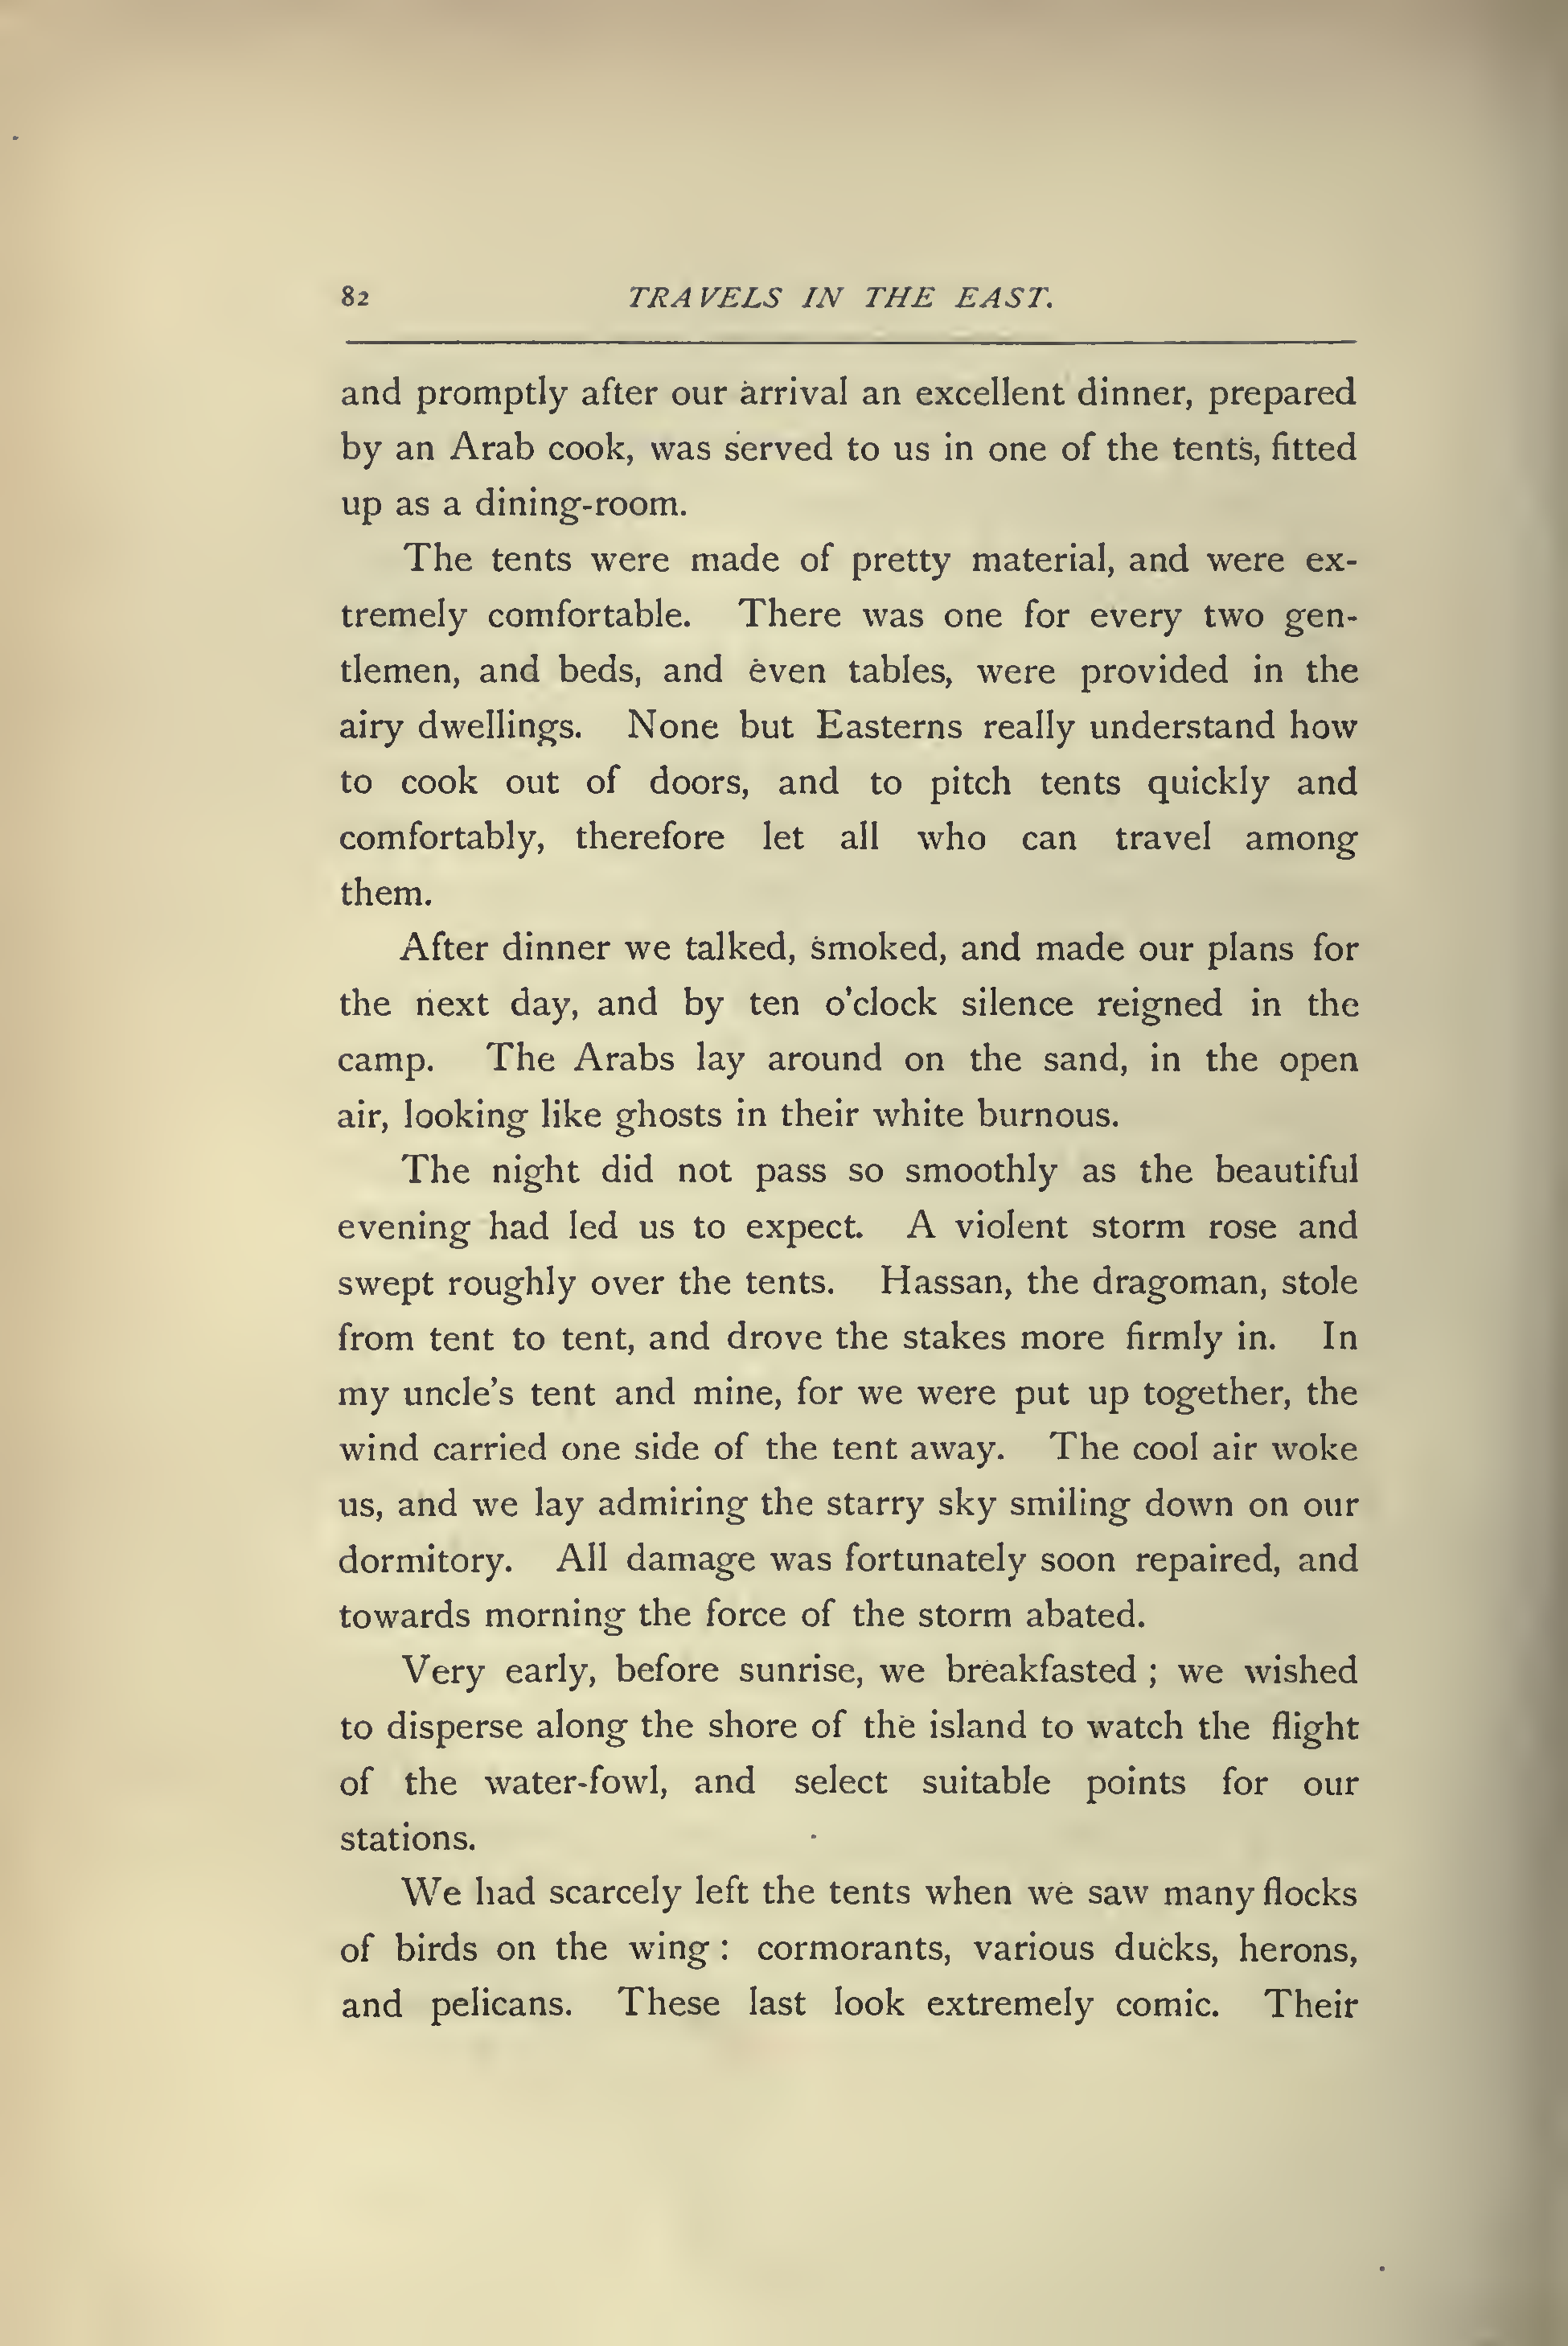 82 TRAVELS IN THE EAST.
and promptly after our arrival an excellent dinner, prepared
by an Arab cook, was served to us in one of the tents, fitted
up as a dining-room.
The tents were made of pretty material, and were ex-
tremely comfortable. There was one for every two gen-
tlemen, and beds, and even tables, were provided in the
airy dwellings. None but Easterns really understand how
to cook out of doors, and to pitch tents quickly and
comfortably, therefore let all who can travel among
them.
After dinner we talked, smoked, and made our plans for
the next day, and by ten o'clock silence reigned in the
camp. The Arabs lay around on the sand, in the open
air, looking like ghosts in their white burnous.
The night did not pass so smoothly as the beautiful
evening had led us to expect. A violent storm rose and
swept roughly over the tents. Hassan, the dragoman, stole
from tent to tent, and drove the stakes more firmly in. In
my uncle's tent and mine, for we were put up together, the
wind carried one side of the tent away. The cool air woke
us, and we lay admiring the starry sky smiling down on our
dormitory. All damage was fortunately soon repaired, and
towards morning the force of the storm abated.
Very early, before sunrise, we breakfasted ; we wished
to disperse along the shore of the island to watch the flight
of the water-fowl, and select suitable points for our
stations.
We had scarcely left the tents when we saw many flocks
of birds on the wing : cormorants, various ducks, herons,
and pelicans. These last look extremely comic. Their